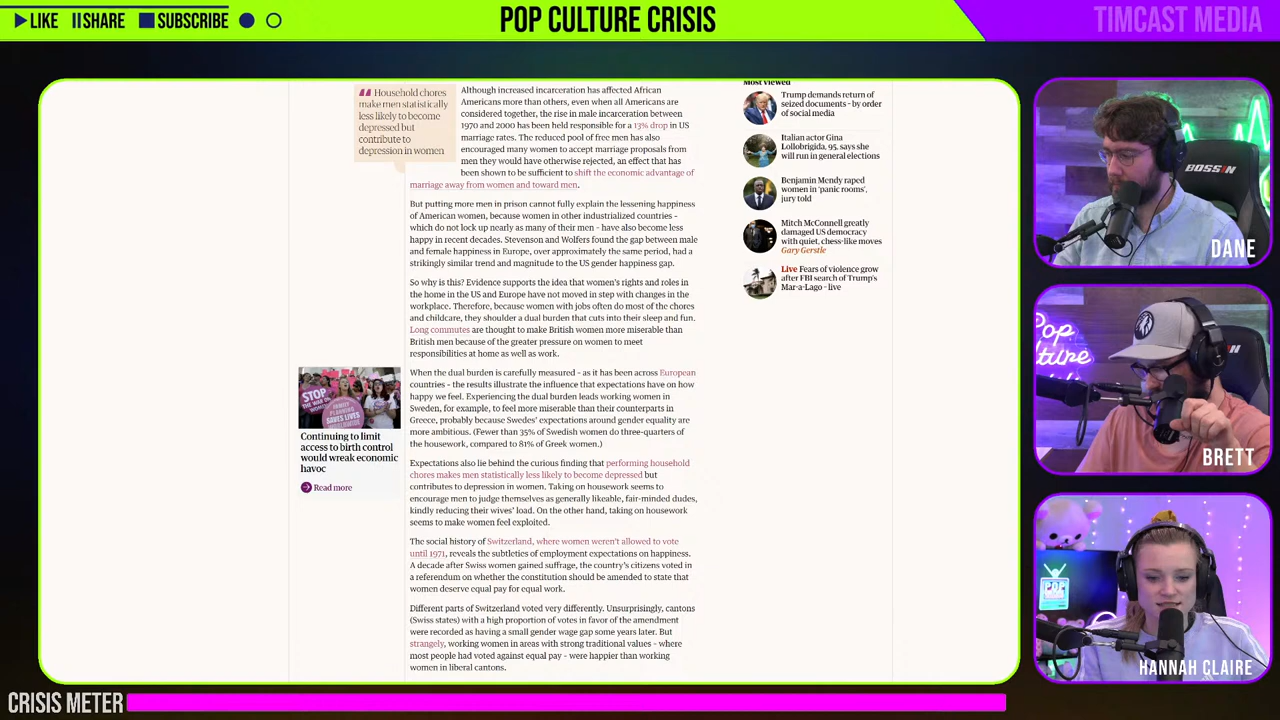 LIKE SHARE SUBSCRIBE
POP CULTURE CRISIS
TIMCAST MEDIA
Household chores
make men statistically
less likely to become
depressed but
contribute to
depression in women
Although increased incarceration has affected African
Americans more than others, even when all Americans are
considered together, the rise in male incarceration between
1970 and 2000 has been held responsible for a 13% drop in US
marriage rates. The reduced pool of free men has also
encouraged many women to accept marriage proposals from
men they would have otherwise rejected, an effect that has
been shown to be sufficient to shift the economic advantage of
marriage away from women and toward men.
But putting more men in prison cannot fully explain the lessening happiness
of American women, because women in other industrialized countries –
which do not lock up nearly as many of their men – have also become less
happy in recent decades. Stevenson and Wolfers found the gap between male
and female happiness in Europe, over approximately the same period, had a
strikingly similar trend and magnitude to the US gender happiness gap.
So why is this? Evidence supports the idea that women's rights and roles in
the home in the US and Europe have not moved in step with changes in the
workplace. Therefore, because women with jobs often do most of the chores
and childcare, they shoulder a dual burden that cuts into their sleep and fun.
Long commutes are thought to make British women more miserable than
British men because of the greater pressure on women to meet
responsibilities at home as well as work.
When the dual burden is carefully measured – as it has been across European
countries – the results illustrate the influence that expectations have on how
happy we feel. Experiencing the dual burden leads working women in
Sweden, for example, to feel more miserable than their counterparts in
Greece, probably because Swedes' expectations around gender equality are
more ambitious. (Fewer than 35% of Swedish women do three-quarters of
the housework, compared to 81% of Greek women.)
Expectations also lie behind the curious finding that performing household
chores makes men statistically less likely to become depressed but
contributes to depression in women. Taking on housework seems to
encourage men to judge themselves as generally likeable, fair-minded dudes,
kindly reducing their wives' load. On the other hand, taking on housework
seems to make women feel exploited.
The social history of Switzerland, where women weren't allowed to vote
until 1971, reveals the subtleties of employment expectations on happiness.
A decade after Swiss women gained suffrage, the country's citizens voted in
a referendum on whether the constitution should be amended to state that
women deserve equal pay for equal work.
Different parts of Switzerland voted very differently. Unsurprisingly, cantons
(Swiss states) with a high proportion of votes in favor of the amendment
were recorded as having a small gender wage gap some years later. But
strangely, working women in areas with strong traditional values – where
most people had voted against equal pay – were happier than working
women in liberal cantons.
STOP
Continuing to limit
access to birth control
would wreak economic
havoc
Read more
Most viewed
Trump demands return of
seized documents – by order
of social media
Italian actor Gina
Lollobrigida, 95, says she
will run in general elections
Benjamin Mendy raped
women in 'panic rooms',
jury told
Mitch McConnell greatly
damaged US democracy
with quiet, chess-like moves
Gary Gerstle
Live Fears of violence grow
after FBI search of Trump's
Mar-a-Lago – live
BOSS
DANE
BRETT
HANNAH CLAIRE
CRISIS METER